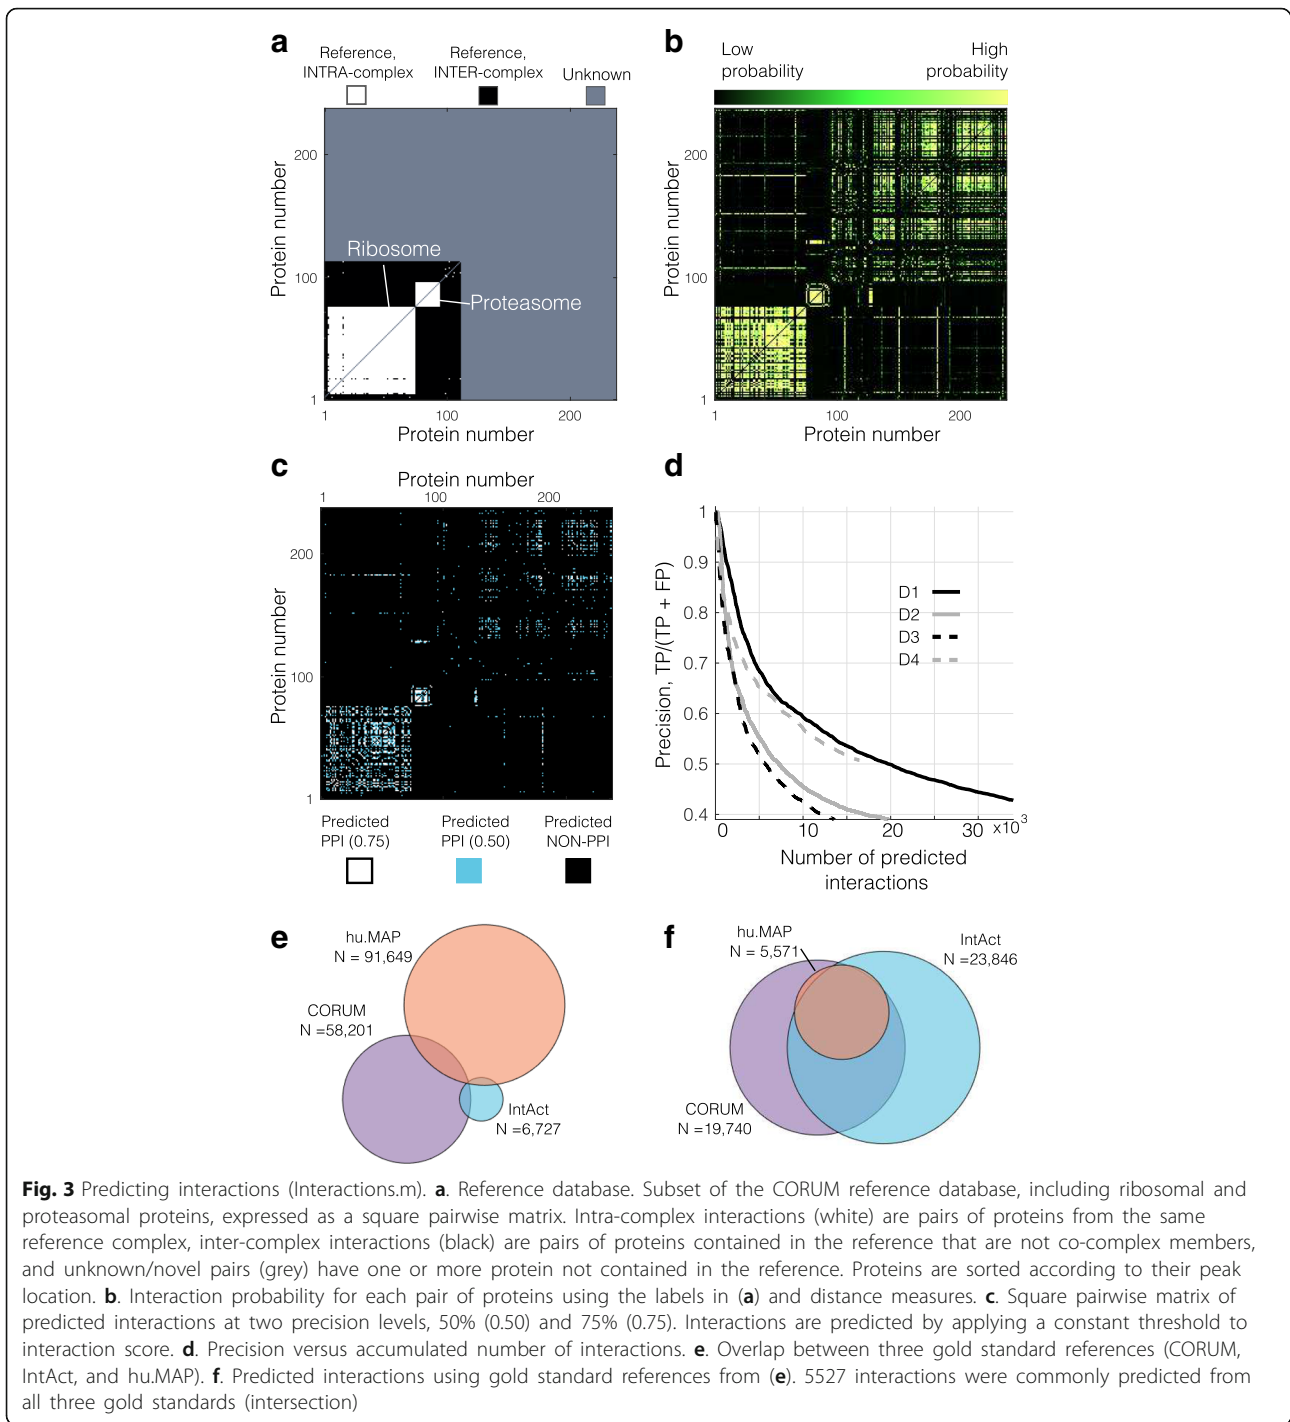 a
Reference,
INTRA-complex
Reference,
INTER-complex
Unknown
Protein number
200
100
1
Ribosome
Proteasome
1
100
200
Protein number
b
Low
probability
High
probability
Protein number
200
100
1
1
100
200
Protein number
c
Protein number
1
100
200
Protein number
200
100
1
Predicted
PPI (0.75)
Predicted
PPI (0.50)
Predicted
NON-PPI
d
Precision, TP/(TP + FP)
1
0.9
0.8
0.7
0.6
0.5
0.4
D1
D2
D3
D4
0
10
20
30
x10³
Number of predicted
interactions
e
hu.MAP
N = 91,649
CORUM
N =58,201
IntAct
N =6,727
f
hu.MAP
N = 5,571
IntAct
N =23,846
CORUM
N =19,740
Fig. 3 Predicting interactions (Interactions.m). a. Reference database. Subset of the CORUM reference database, including ribosomal and
proteasomal proteins, expressed as a square pairwise matrix. Intra-complex interactions (white) are pairs of proteins from the same
reference complex, inter-complex interactions (black) are pairs of proteins contained in the reference that are not co-complex members,
and unknown/novel pairs (grey) have one or more protein not contained in the reference. Proteins are sorted according to their peak
location. b. Interaction probability for each pair of proteins using the labels in (a) and distance measures. c. Square pairwise matrix of
predicted interactions at two precision levels, 50% (0.50) and 75% (0.75). Interactions are predicted by applying a constant threshold to
interaction score. d. Precision versus accumulated number of interactions. e. Overlap between three gold standard references (CORUM,
IntAct, and hu.MAP). f. Predicted interactions using gold standard references from (e). 5527 interactions were commonly predicted from
all three gold standards (intersection)